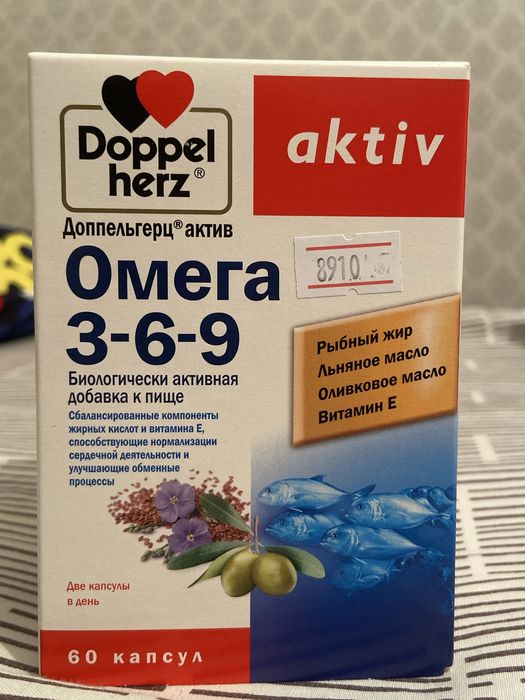 Doppel
herz®
aktiv
Доппельгерц® актив
Омега
3-6-9
Биологически активная
добавка к пище
Сбалансированные компоненты
жирных кислот и витамина Е,
способствующие нормализации
сердечной деятельности и
улучшающие обменные
процессы
Рыбный жир
Льняное масло
Оливковое масло
Витамин Е
Две капсулы
в день
60 капсул